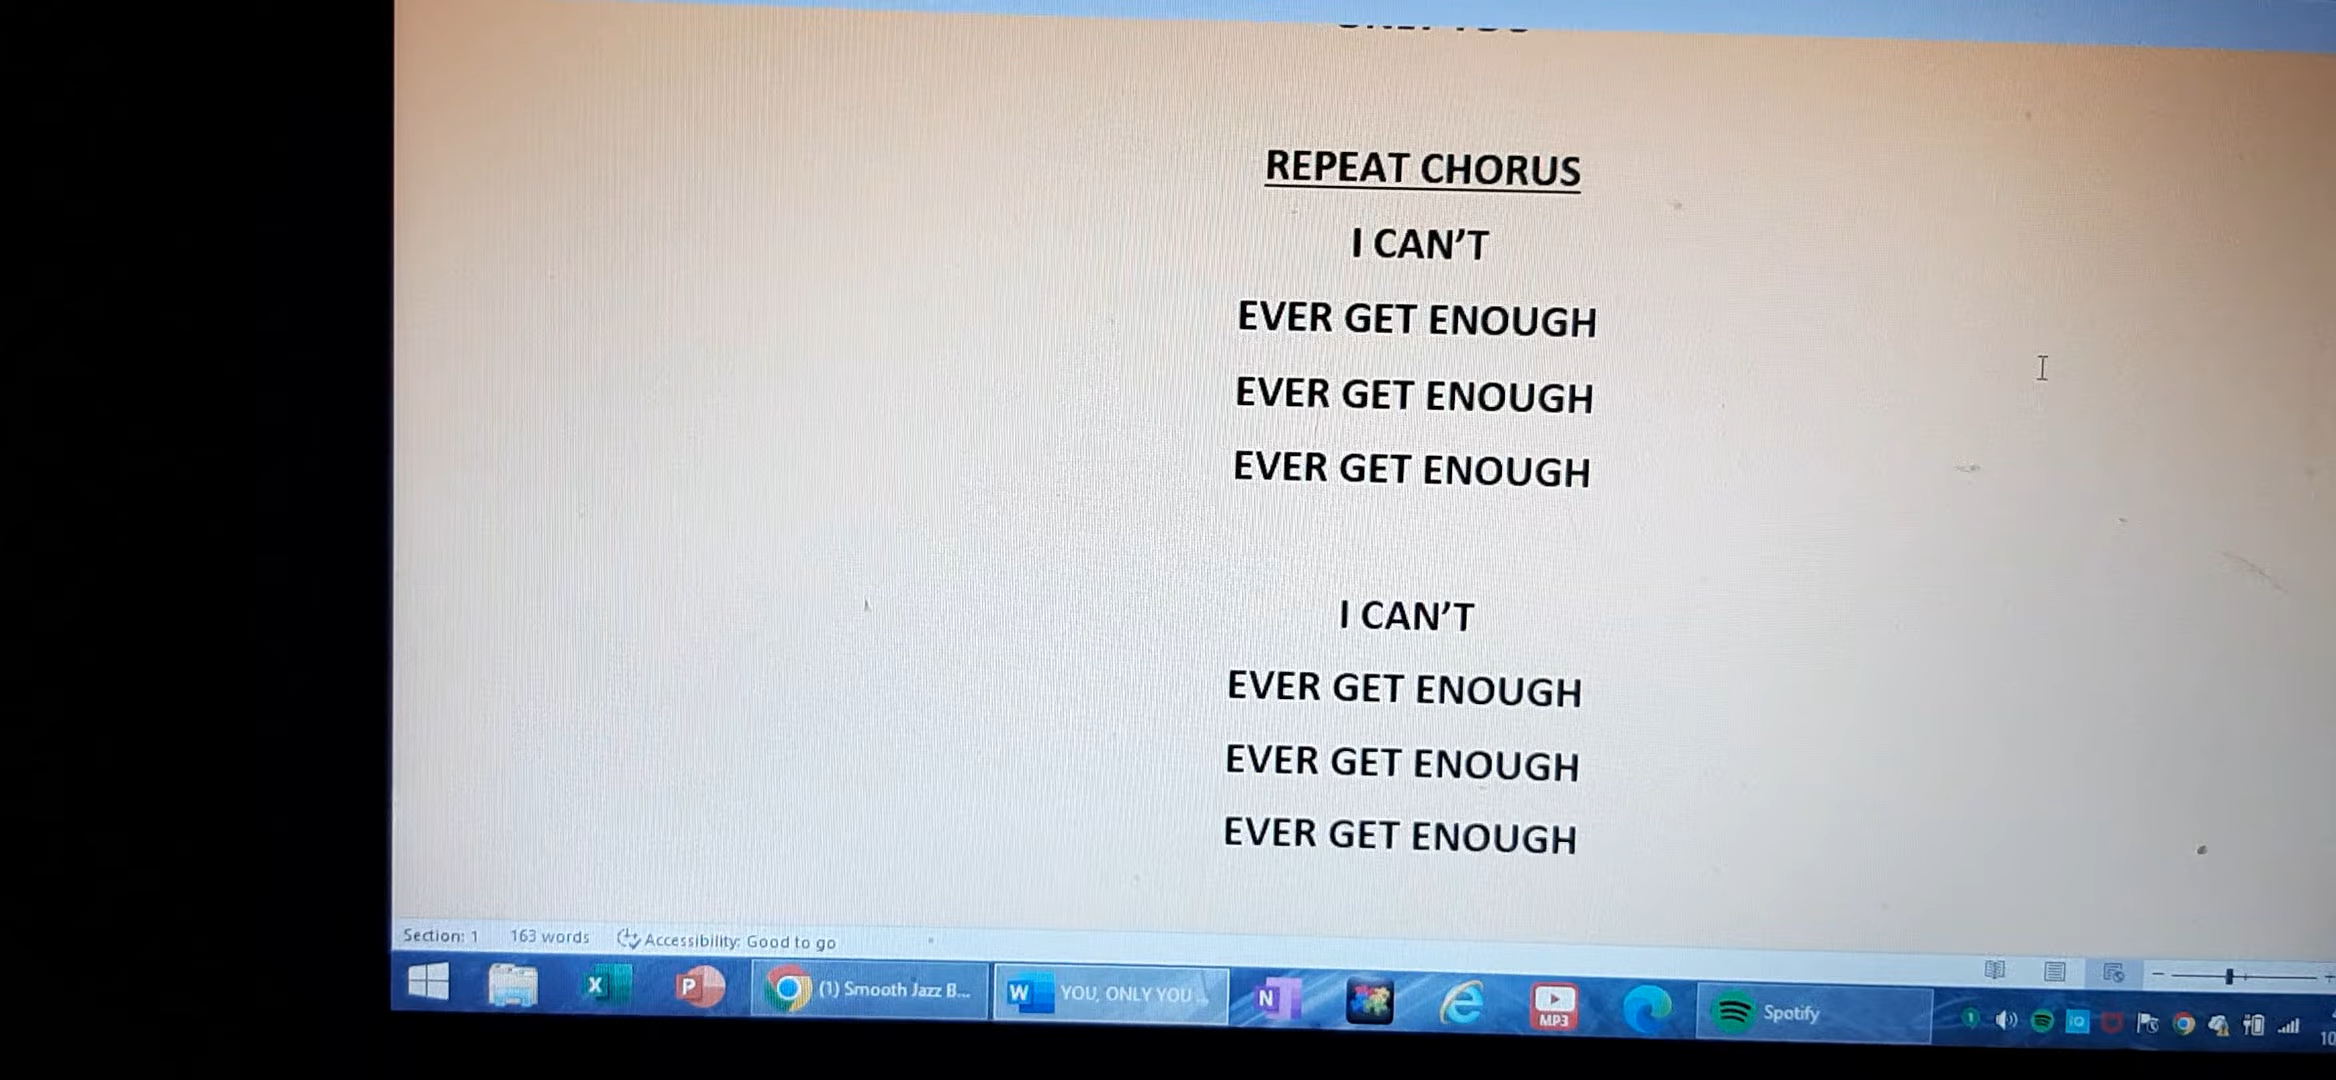 REPEAT CHORUS
I CAN'T
EVER GET ENOUGH
EVER GET ENOUGH
EVER GET ENOUGH
I CAN'T
EVER GET ENOUGH
EVER GET ENOUGH
EVER GET ENOUGH
Section: 1 163 words Accessibility: Good to go
(1) Smooth Jazz B... YOU, ONLY YOU ... MP3 Spotify
10